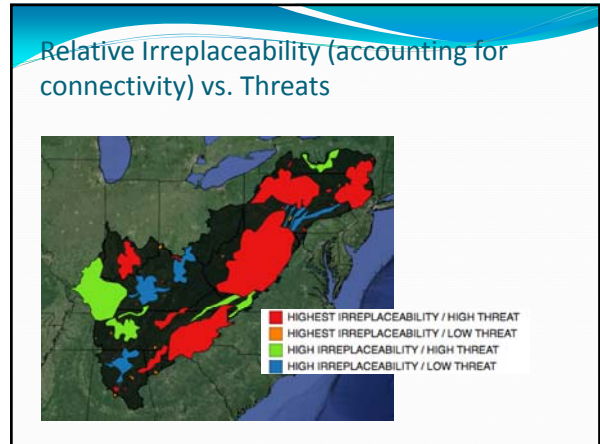 Relative Irreplaceability (accounting for
connectivity) vs. Threats
HIGHEST IRREPLACEABILITY / HIGH THREAT
HIGHEST IRREPLACEABILITY / LOW THREAT
HIGH IRREPLACEABILITY / HIGH THREAT
HIGH IRREPLACEABILITY / LOW THREAT